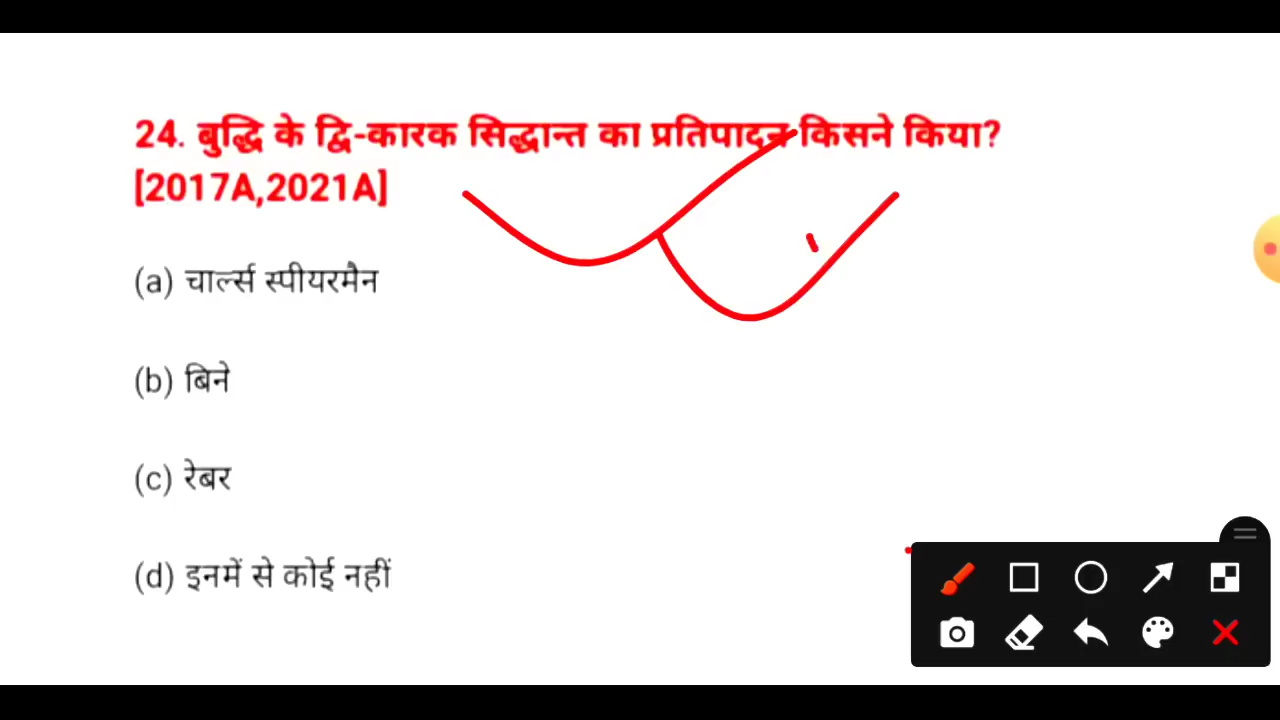 24. बुद्धि के द्वि-कारक सिद्धान्त का प्रतिपादन किसने किया?
[2017A,2021A]
(a) चार्ल्स स्पीयरमैन
(b) बिने
(c) रेबर
(d) इनमें से कोई नहीं